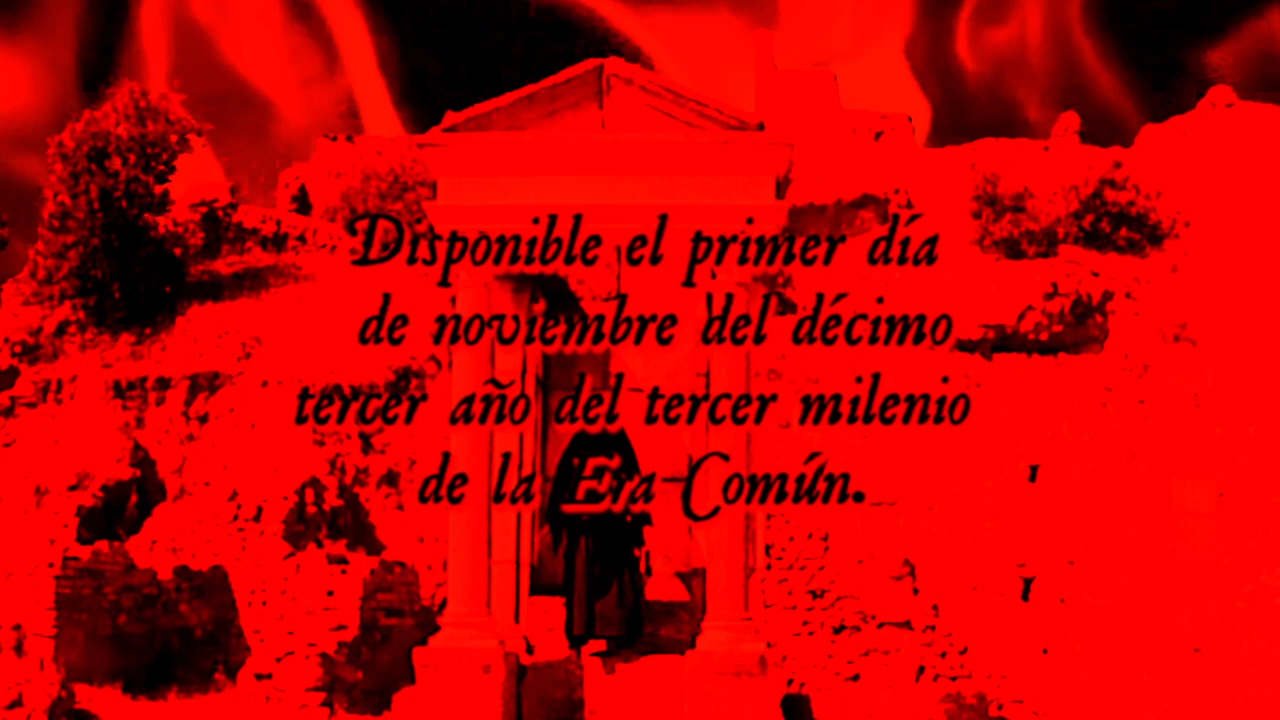 Disponible el primer día
de noviembre del décimo
tercer año del tercer milenio
de la Era Común.